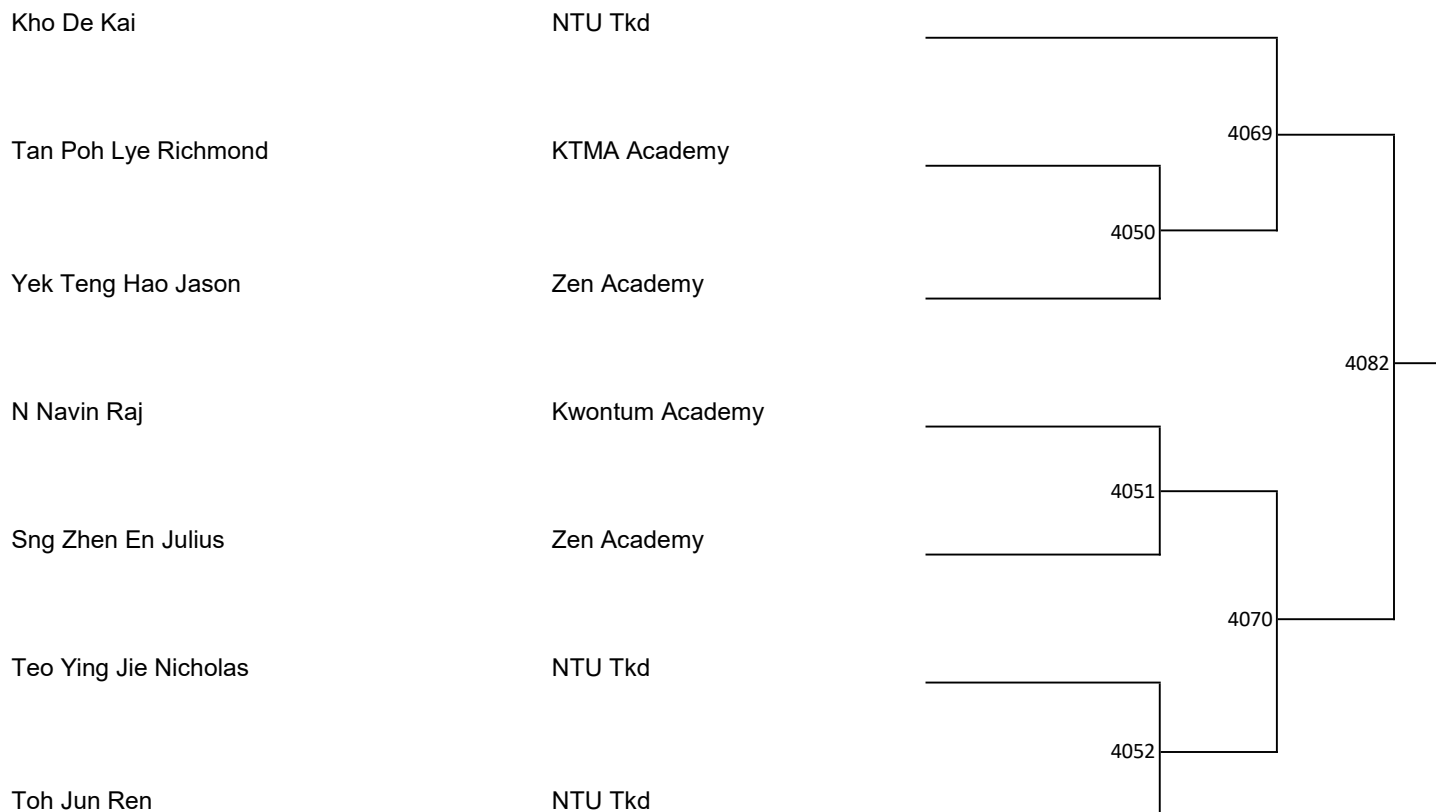 Kho De Kai NTU Tkd
4069
Tan Poh Lye Richmond KTMA Academy
4050
Yek Teng Hao Jason Zen Academy
4082
N Navin Raj Kwontum Academy
4051
Sng Zhen En Julius Zen Academy
4070
Teo Ying Jie Nicholas NTU Tkd
4052
Toh Jun Ren NTU Tkd